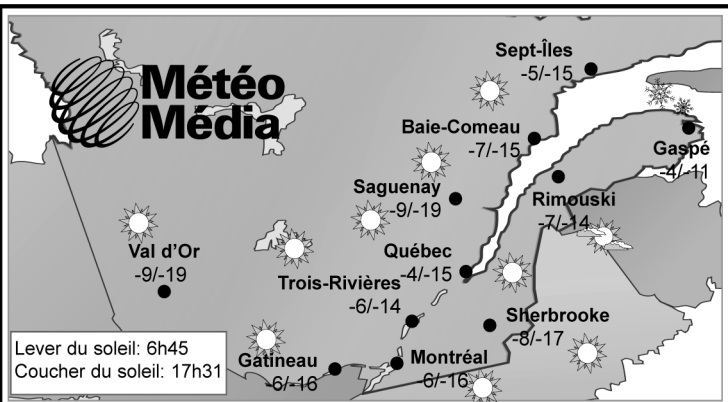 Météo
Média
Sept-Îles
-5/-15
Baie-Comeau
-7/-15
Gaspé
-4/-11
Saguenay
-9/-19
Rimouski
-7/-14
Val d'Or
-9/-19
Québec
-4/-15
Trois-Rivières
-6/-14
Sherbrooke
-8/-17
Lever du soleil: 6h45
Coucher du soleil: 17h31
Gatineau
-6/-16
Montréal
-6/-16